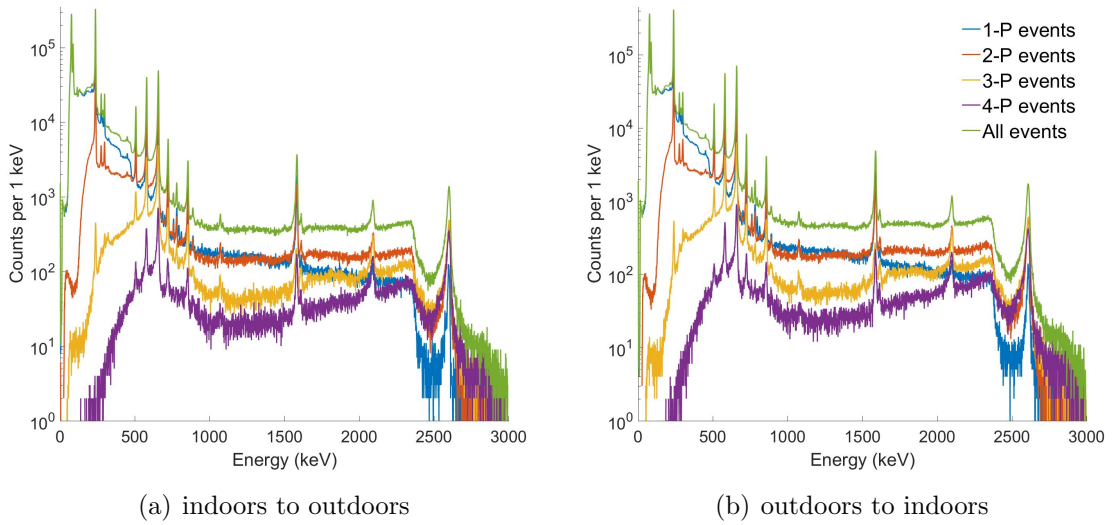 10^5
10^4
10^3
10^2
10^1
10^0
Counts per 1 keV
0
500
1000
1500
2000
2500
3000
Energy (keV)
(a) indoors to outdoors
1-P events
2-P events
3-P events
4-P events
All events
10^5
10^4
10^3
10^2
10^1
10^0
Counts per 1 keV
0
500
1000
1500
2000
2500
3000
Energy (keV)
(b) outdoors to indoors